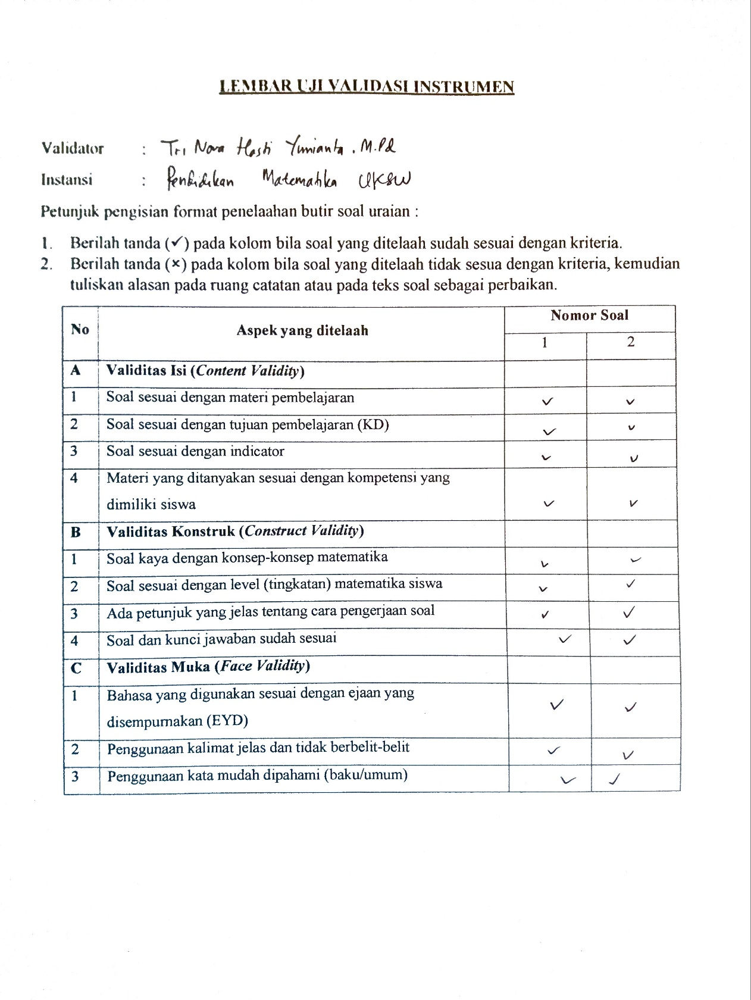 LEMBAR UJI VALIDASI INSTRUMEN
Validator : Tri Nova Hasti Yunianta, M.Pd
Instansi : Pendidikan Matematika UKSW
Petunjuk pengisian format penelaahan butir soal uraian :
1. Berilah tanda (✓) pada kolom bila soal yang ditelaah sudah sesuai dengan kriteria.
2. Berilah tanda (×) pada kolom bila soal yang ditelaah tidak sesua dengan kriteria, kemudian
tuliskan alasan pada ruang catatan atau pada teks soal sebagai perbaikan.
No Aspek yang ditelaah Nomor Soal
1 2
A Validitas Isi (Content Validity)
1 Soal sesuai dengan materi pembelajaran ✓ ✓
2 Soal sesuai dengan tujuan pembelajaran (KD) ✓ ✓
3 Soal sesuai dengan indicator ✓ ✓
4 Materi yang ditanyakan sesuai dengan kompetensi yang
dimiliki siswa ✓ ✓
B Validitas Konstruk (Construct Validity)
1 Soal kaya dengan konsep-konsep matematika ✓ ✓
2 Soal sesuai dengan level (tingkatan) matematika siswa ✓ ✓
3 Ada petunjuk yang jelas tentang cara pengerjaan soal ✓ ✓
4 Soal dan kunci jawaban sudah sesuai ✓ ✓
C Validitas Muka (Face Validity)
1 Bahasa yang digunakan sesuai dengan ejaan yang ✓ ✓
disempurnakan (EYD)
2 Penggunaan kalimat jelas dan tidak berbelit-belit ✓ ✓
3 Penggunaan kata mudah dipahami (baku/umum) ✓ ✓